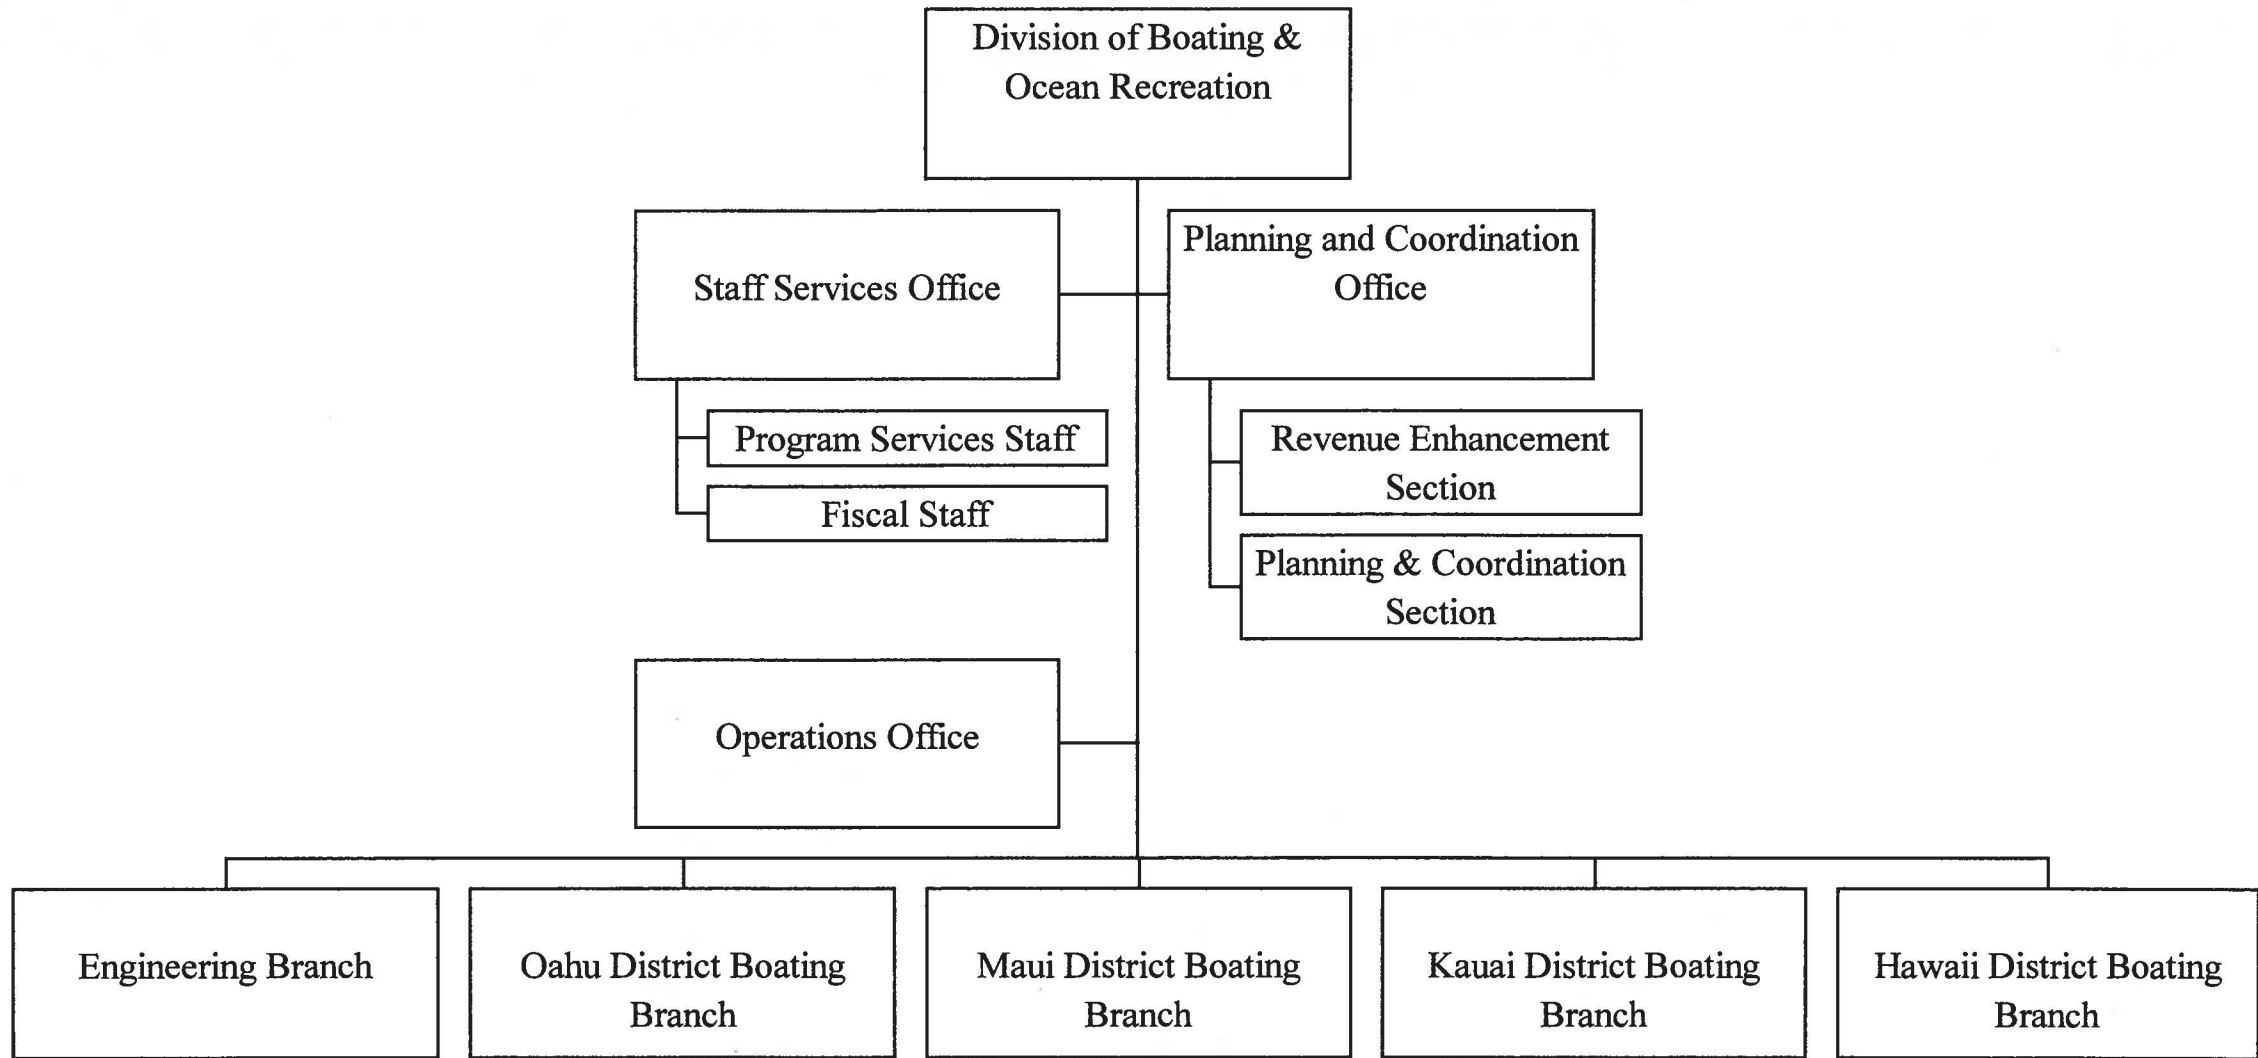 Division of Boating &
Ocean Recreation
Staff Services Office
Planning and Coordination
Office
Program Services Staff
Fiscal Staff
Revenue Enhancement
Section
Planning & Coordination
Section
Operations Office
Engineering Branch
Oahu District Boating
Branch
Maui District Boating
Branch
Kauai District Boating
Branch
Hawaii District Boating
Branch